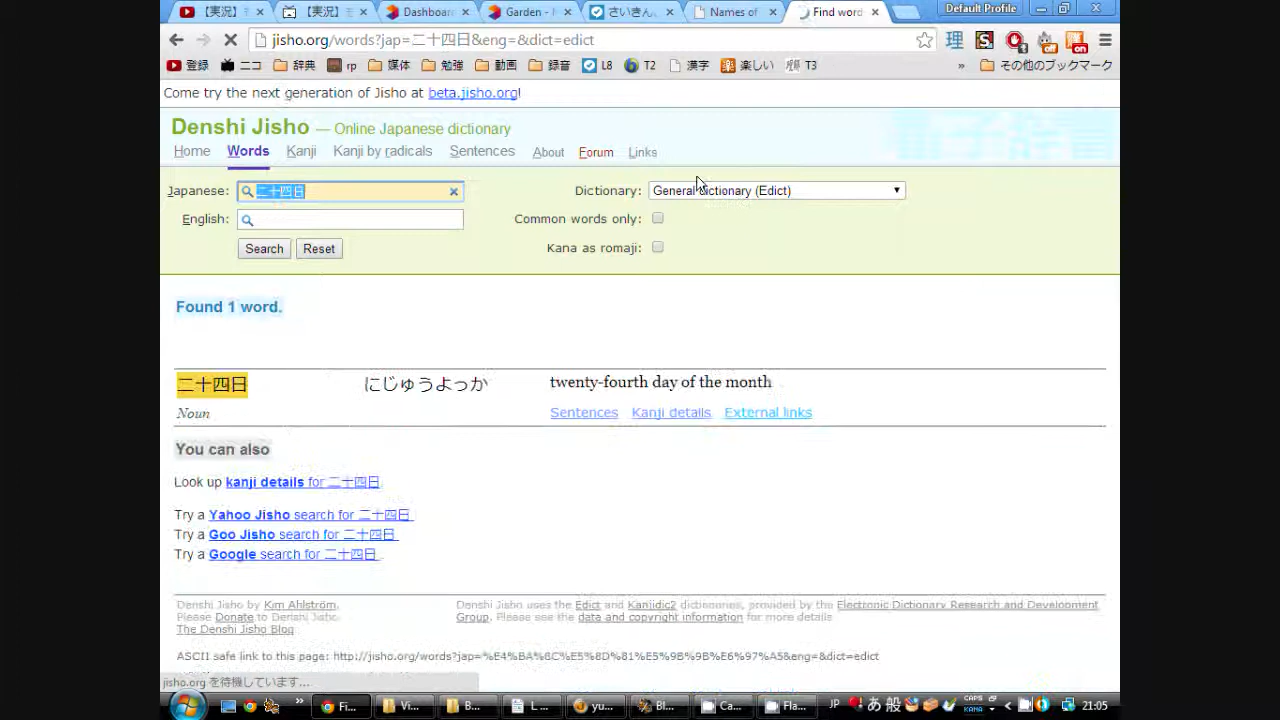 【実況】モ
【実況】モ
Dashboard
Garden - I
さいきん
Names of
Find word
Default Profile
jisho.org/words?jap=二十四日&eng=&dict=edict
登録 ニコ 辞典 rp 媒体 勉強 動画 録音 L8 T2 漢字 楽しい T3 » その他のブックマーク
Come try the next generation of Jisho at beta.jisho.org!
Denshi Jisho — Online Japanese dictionary
Home Words Kanji Kanji by radicals Sentences About Forum Links
Japanese: 二十四日 Dictionary: General dictionary (Edict)
English: Common words only:
Search Reset Kana as romaji:
Found 1 word.
二十四日 にじゅうよっか twenty-fourth day of the month
Noun Sentences Kanji details External links
You can also
Look up kanji details for 二十四日
Try a Yahoo Jisho search for 二十四日
Try a Goo Jisho search for 二十四日
Try a Google search for 二十四日
Denshi Jisho by Kim Ahlström.
Please Donate to Denshi Jisho.
The Denshi Jisho Blog
Denshi Jisho uses the Edict and Kanjidic2 dictionaries, provided by the Electronic Dictionary Research and Development
Group. Please see the data and copyright information for more details
ASCII safe link to this page: http://jisho.org/words?jap=%E4%BA%8C%E5%8D%81%E5%9B%9B%E6%97%A5&eng=&dict=edict
jisho.org を待機しています...
Fi... Vi... B... L ... yu... Bl... Ca... Fla... JP あ 般 CAPS KANA 21:05